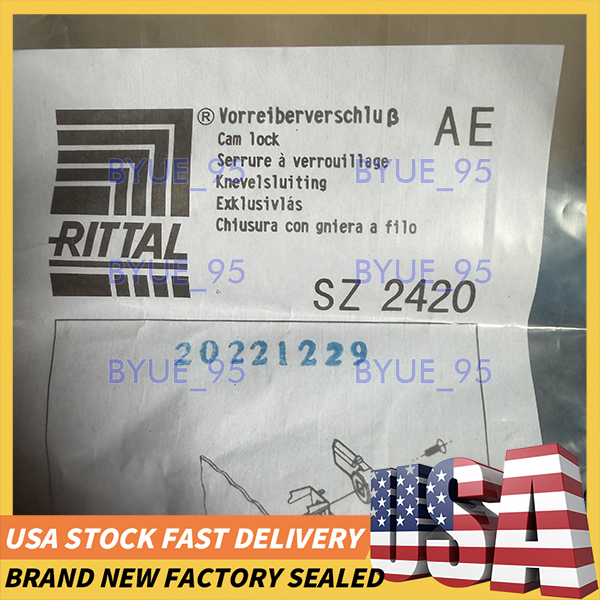 ® Vorreiberverschluß
AE
Cam lock
Serrure à verrouillage
BYUE_95
BYUE_95
Knevelsluiting
Exklusivlás
Chiusura con gniera a filo
RITTAL
BYUE_95
BYUE_95
SZ 2420
20221229
BYUE_95
BYUE_95
USA
USA STOCK FAST DELIVERY
BRAND NEW FACTORY SEALED